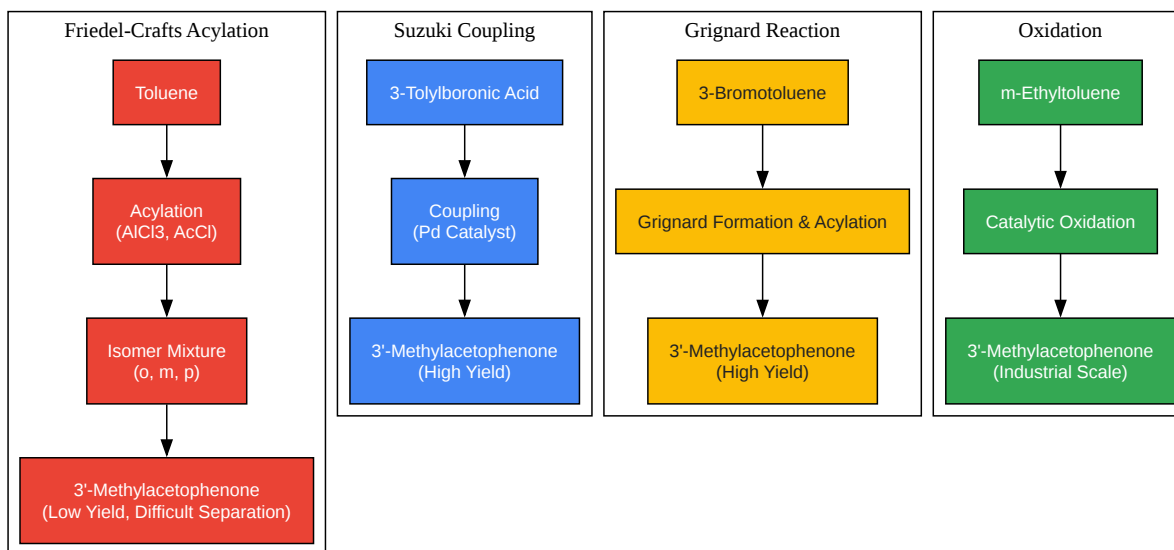 Friedel-Crafts Acylation
Toluene
Acylation
(AlCl3, AcCl)
Isomer Mixture
(o, m, p)
3'-Methylacetophenone
(Low Yield, Difficult Separation)
Suzuki Coupling
3-Tolylboronic Acid
Coupling
(Pd Catalyst)
3'-Methylacetophenone
(High Yield)
Grignard Reaction
3-Bromotoluene
Grignard Formation & Acylation
3'-Methylacetophenone
(High Yield)
Oxidation
m-Ethyltoluene
Catalytic Oxidation
3'-Methylacetophenone
(Industrial Scale)